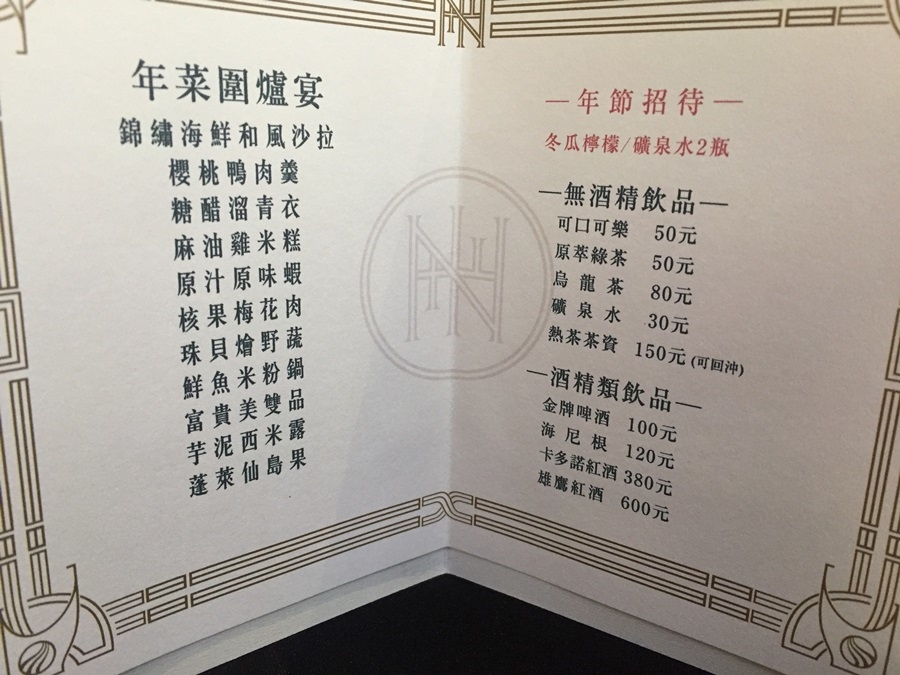 年菜圍爐宴
錦繡海鮮和風沙拉
櫻桃鴨肉羹
糖醋溜青衣
麻油雞米糕
原汁原味蝦
核果梅花肉
珠貝燴野蔬
鮮魚米粉鍋
富貴美雙品
芋泥西米露
蓬萊仙島果
—年節招待—
冬瓜檸檬/礦泉水2瓶
—無酒精飲品—
可口可樂 50元
原萃綠茶 50元
烏龍茶 80元
礦泉水 30元
熱茶茶資 150元(可回沖)
—酒精類飲品—
金牌啤酒 100元
海尼根 120元
卡多諾紅酒 380元
雄鷹紅酒 600元